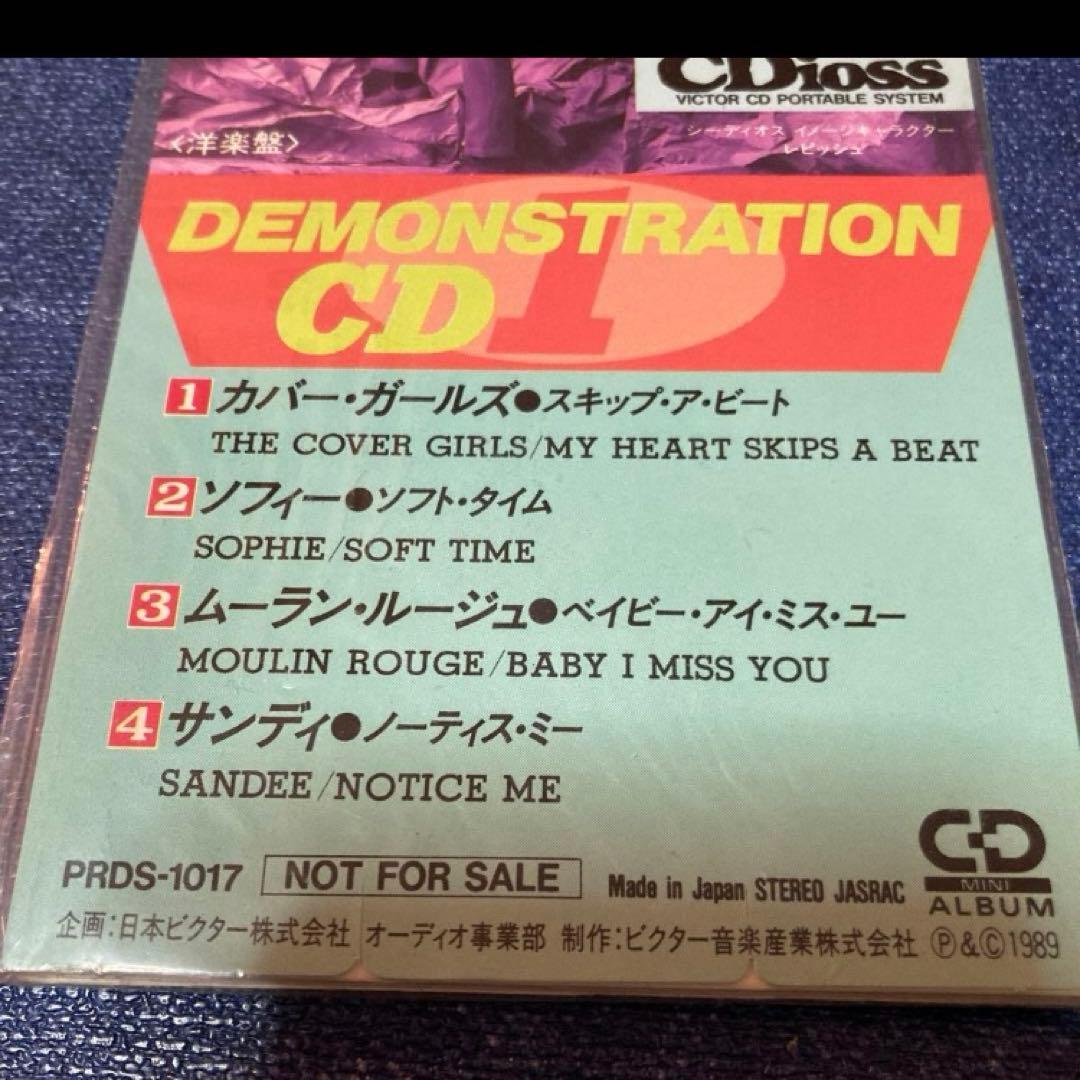 CDioss
VICTOR CD PORTABLE SYSTEM
シーディオス イメージキャラクター
レピッシュ
<洋楽盤>
DEMONSTRATION
CD 1
1 カバー・ガールズ●スキップ・ア・ビート
THE COVER GIRLS/MY HEART SKIPS A BEAT
2 ソフィー●ソフト・タイム
SOPHIE/SOFT TIME
3 ムーラン・ルージュ●ベイビー・アイ・ミス・ユー
MOULIN ROUGE/BABY I MISS YOU
4 サンディ●ノーティス・ミー
SANDEE/NOTICE ME
CD
MINI
ALBUM
PRDS-1017 NOT FOR SALE Made in Japan STEREO JASRAC
企画:日本ビクター株式会社 オーディオ事業部 制作:ビクター音楽産業株式会社 Ⓟ&Ⓒ1989